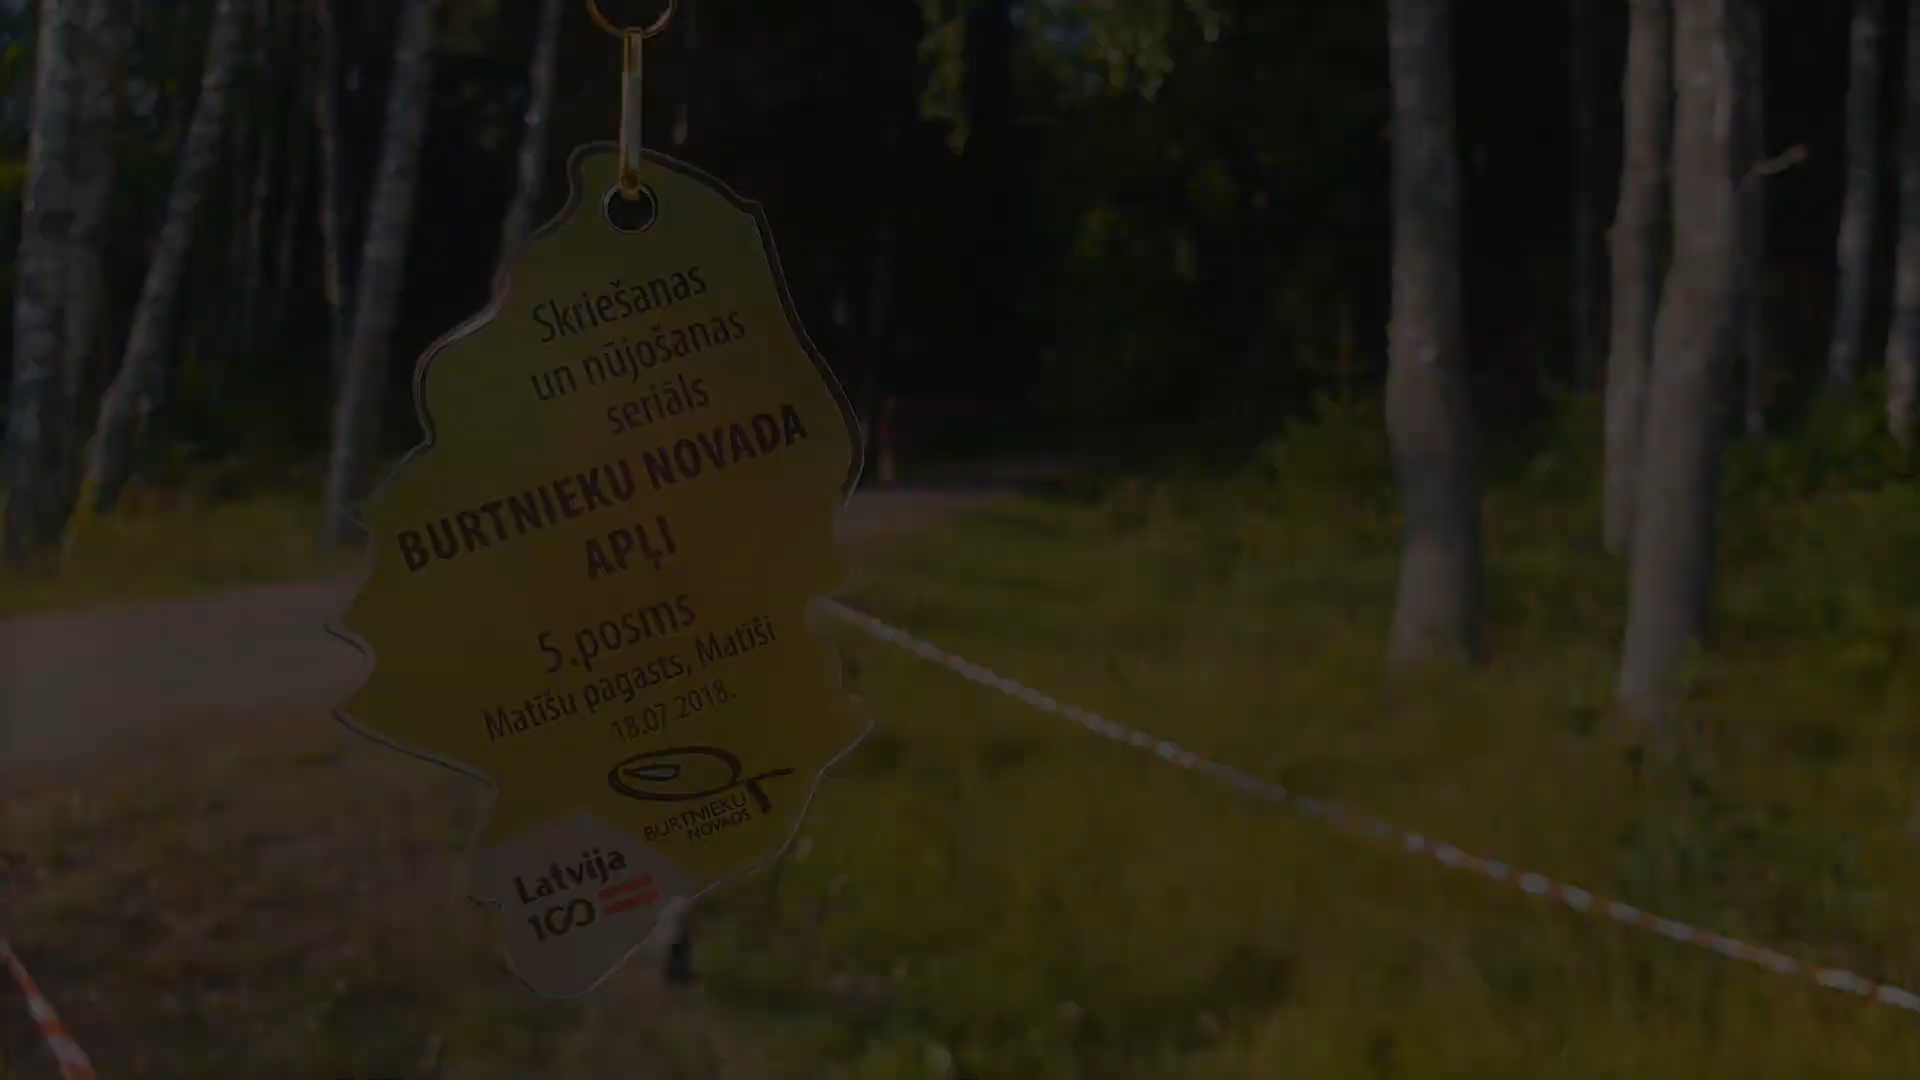 Skriešanas
un nūjošanas
seriāls
BURTNIEKU NOVADA
APĻI
5.posms
Matīšu pagasts, Matīši
18.07 2018.
BURTNIEKU
NOVADS
Latvija
100